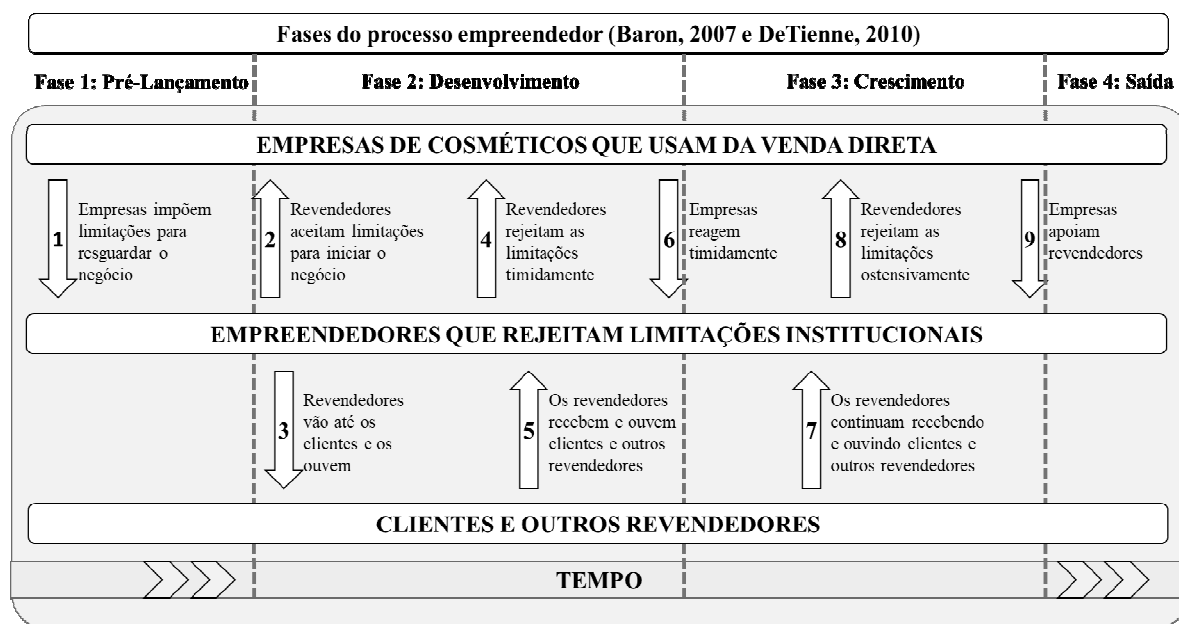 Fases do processo empreendedor (Baron, 2007 e DeTienne, 2010)
Fase 1: Pré-Lançamento
Fase 2: Desenvolvimento
Fase 3: Crescimento
Fase 4: Saída
EMPRESAS DE COSMÉTICOS QUE USAM DA VENDA DIRETA
1
Empresas impõem
limitações para
resguardar o
negócio
2
Revendedores
aceitam limitações
para iniciar o
negócio
4
Revendedores
rejeitam as
limitações
timidamente
6
Empresas
reagem
timidamente
8
Revendedores
rejeitam as
limitações
ostensivamente
9
Empresas
apoiam
revendedores
EMPREENDEDORES QUE REJEITAM LIMITAÇÕES INSTITUCIONAIS
3
Revendedores
vão até os
clientes e os
ouvem
5
Os revendedores
recebem e ouvem
clientes e outros
revendedores
7
Os revendedores
continuam recebendo
e ouvindo clientes e
outros revendedores
CLIENTES E OUTROS REVENDEDORES
TEMPO